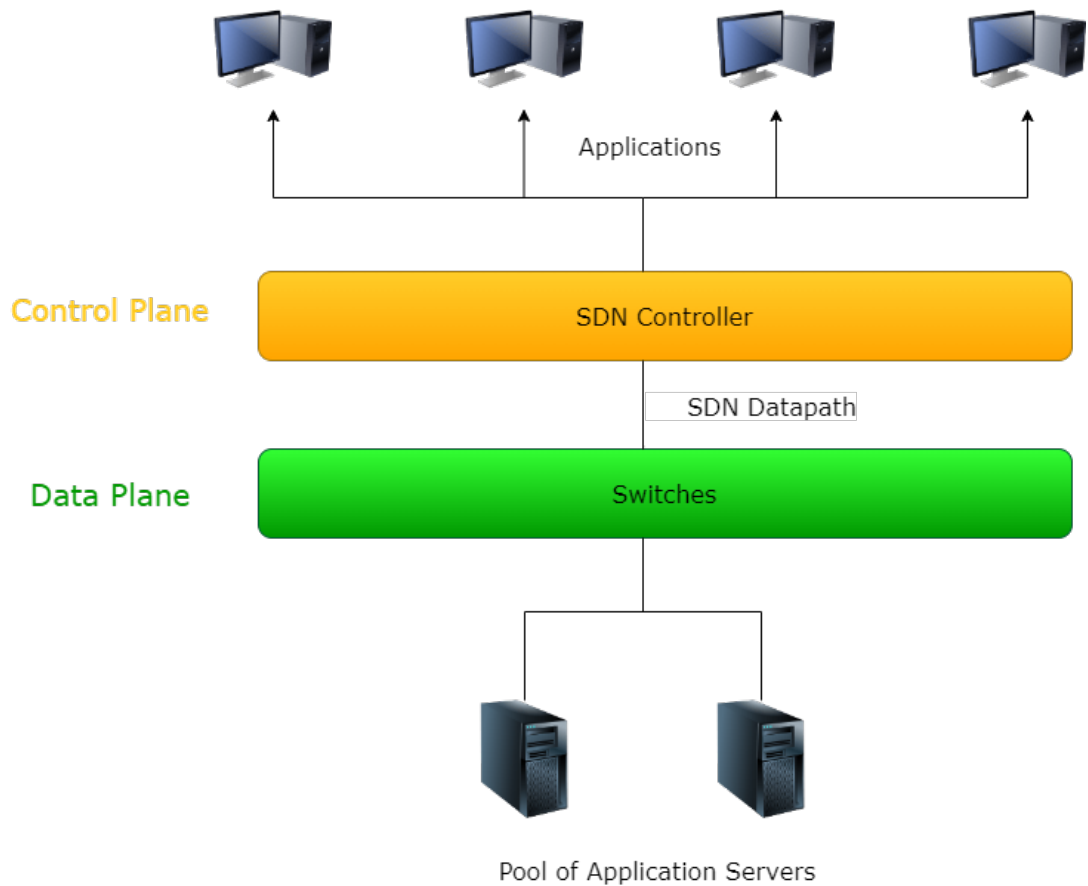 Applications
Control Plane
SDN Controller
SDN Datapath
Data Plane
Switches
Pool of Application Servers